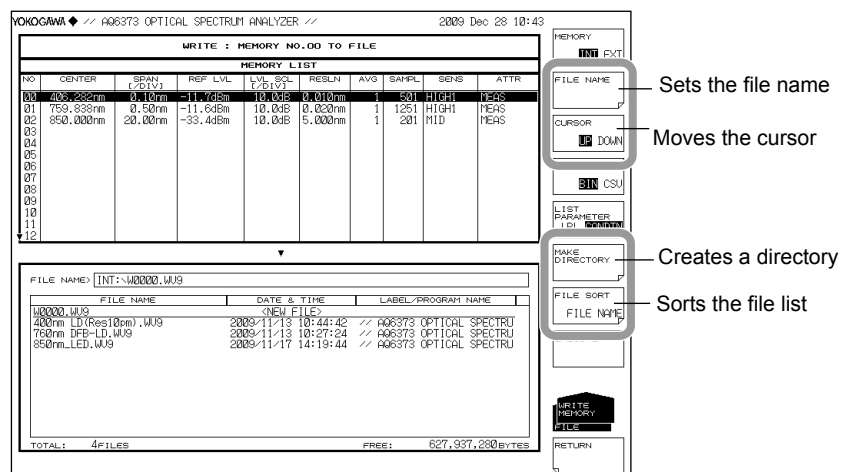 YOKOGAWA ◆ // AQ6373 OPTICAL SPECTRUM ANALYZER // 2009 Dec 28 10:43
WRITE : MEMORY NO.00 TO FILE
MEMORY LIST
NO CENTER SPAN [/DIV] REF LVL LVL SCL [/DIV] RESLN AVG SAMPL SENS ATTR
00 406.282nm 0.10nm -11.7dBm 10.0dB 0.010nm 1 501 HIGH1 MEAS
01 759.838nm 0.50nm -11.6dBm 10.0dB 0.020nm 1 1251 HIGH1 MEAS
02 850.000nm 20.00nm -33.4dBm 10.0dB 5.000nm 1 201 MID MEAS
03
04
05
06
07
08
09
10
11
▼12
▼
FILE NAME> INT:\W0000.WU9
FILE NAME DATE & TIME LABEL/PROGRAM NAME
W0000.WU9 <NEW FILE>
400nm LD(Res10pm).WU9 2009/11/13 10:44:42 // AQ6373 OPTICAL SPECTRU
760nm DFB-LD.WU9 2009/11/13 10:27:24 // AQ6373 OPTICAL SPECTRU
850nm_LED.WU9 2009/11/17 14:19:44 // AQ6373 OPTICAL SPECTRU
TOTAL: 4FILES FREE: 627,937,280BYTES
MEMORY
INT EXT
FILE NAME
Sets the file name
CURSOR
UP DOWN
Moves the cursor
BIN CSV
LIST
PARAMETER
LBL CONDTN
MAKE
DIRECTORY
Creates a directory
FILE SORT
FILE NAME
Sorts the file list
WRITE
MEMORY
FILE
RETURN